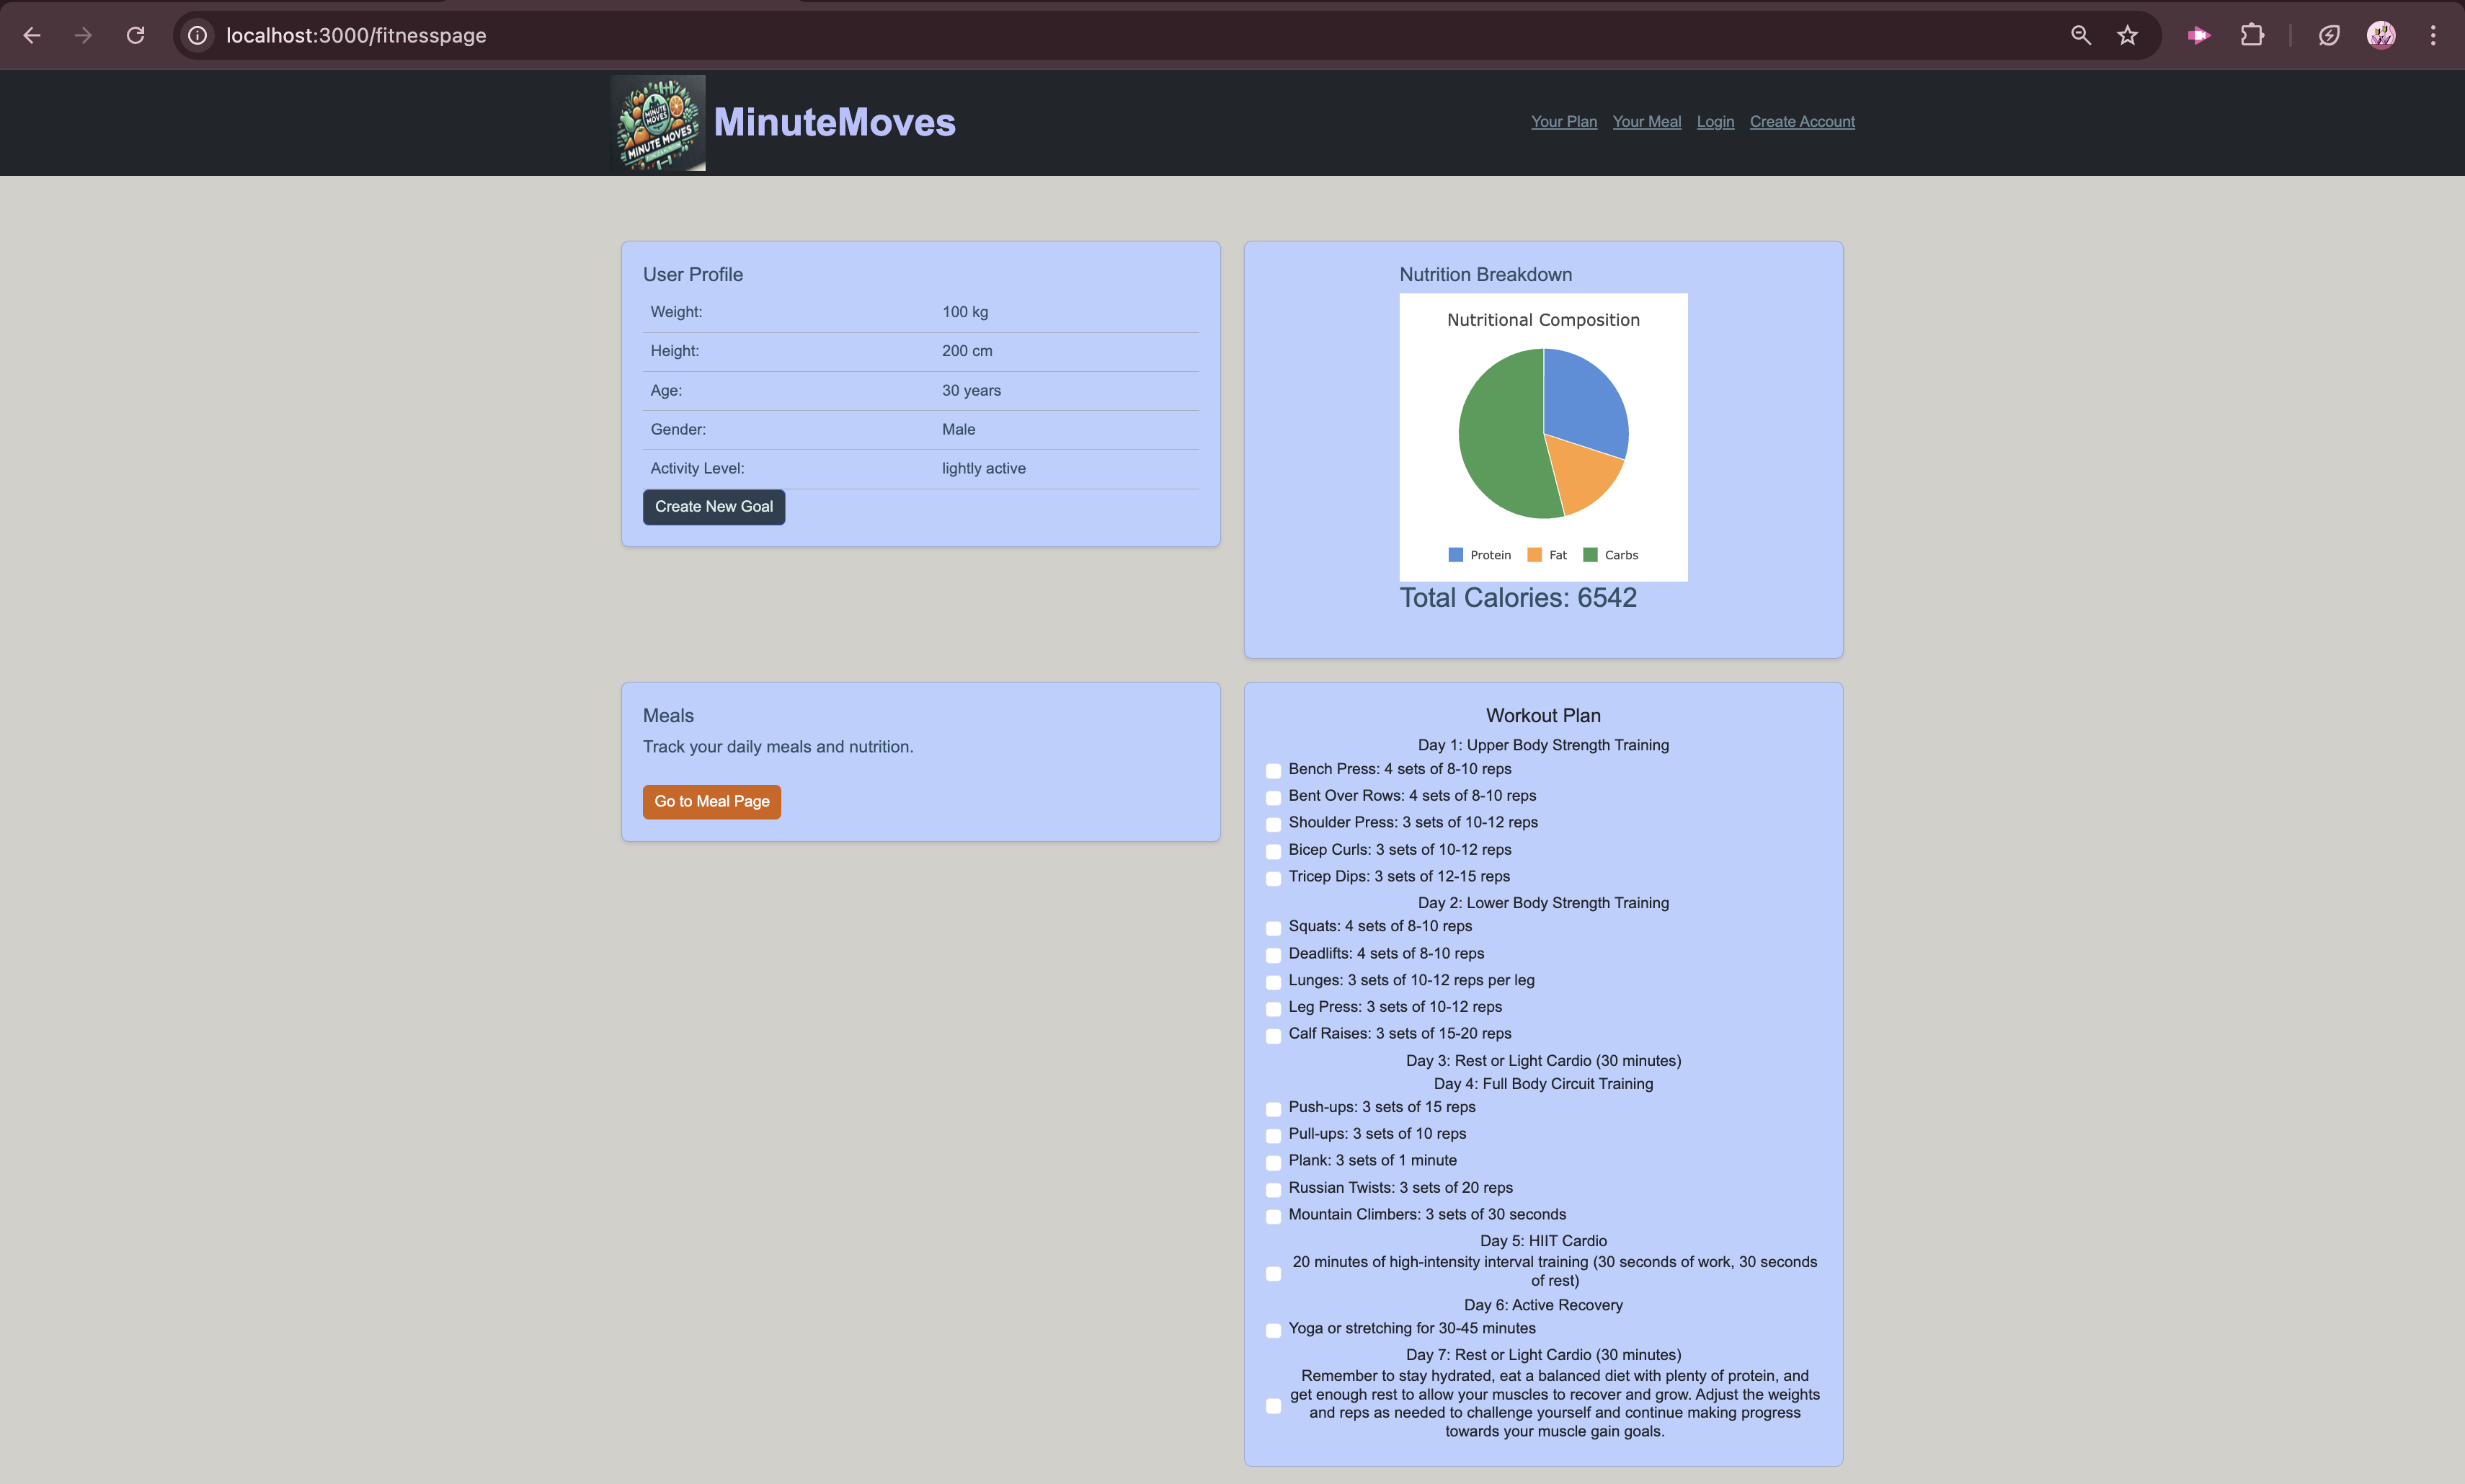 localhost:3000/fitnesspage
MINUTE MOVES
MINUTE MOVES
MinuteMoves
Your Plan Your Meal Login Create Account
User Profile
Weight: 100 kg
Height: 200 cm
Age: 30 years
Gender: Male
Activity Level: lightly active
Create New Goal
Nutrition Breakdown
Nutritional Composition
Protein Fat Carbs
Total Calories: 6542
Meals
Track your daily meals and nutrition.
Go to Meal Page
Workout Plan
Day 1: Upper Body Strength Training
Bench Press: 4 sets of 8-10 reps
Bent Over Rows: 4 sets of 8-10 reps
Shoulder Press: 3 sets of 10-12 reps
Bicep Curls: 3 sets of 10-12 reps
Tricep Dips: 3 sets of 12-15 reps
Day 2: Lower Body Strength Training
Squats: 4 sets of 8-10 reps
Deadlifts: 4 sets of 8-10 reps
Lunges: 3 sets of 10-12 reps per leg
Leg Press: 3 sets of 10-12 reps
Calf Raises: 3 sets of 15-20 reps
Day 3: Rest or Light Cardio (30 minutes)
Day 4: Full Body Circuit Training
Push-ups: 3 sets of 15 reps
Pull-ups: 3 sets of 10 reps
Plank: 3 sets of 1 minute
Russian Twists: 3 sets of 20 reps
Mountain Climbers: 3 sets of 30 seconds
Day 5: HIIT Cardio
20 minutes of high-intensity interval training (30 seconds of work, 30 seconds
of rest)
Day 6: Active Recovery
Yoga or stretching for 30-45 minutes
Day 7: Rest or Light Cardio (30 minutes)
Remember to stay hydrated, eat a balanced diet with plenty of protein, and
get enough rest to allow your muscles to recover and grow. Adjust the weights
and reps as needed to challenge yourself and continue making progress
towards your muscle gain goals.